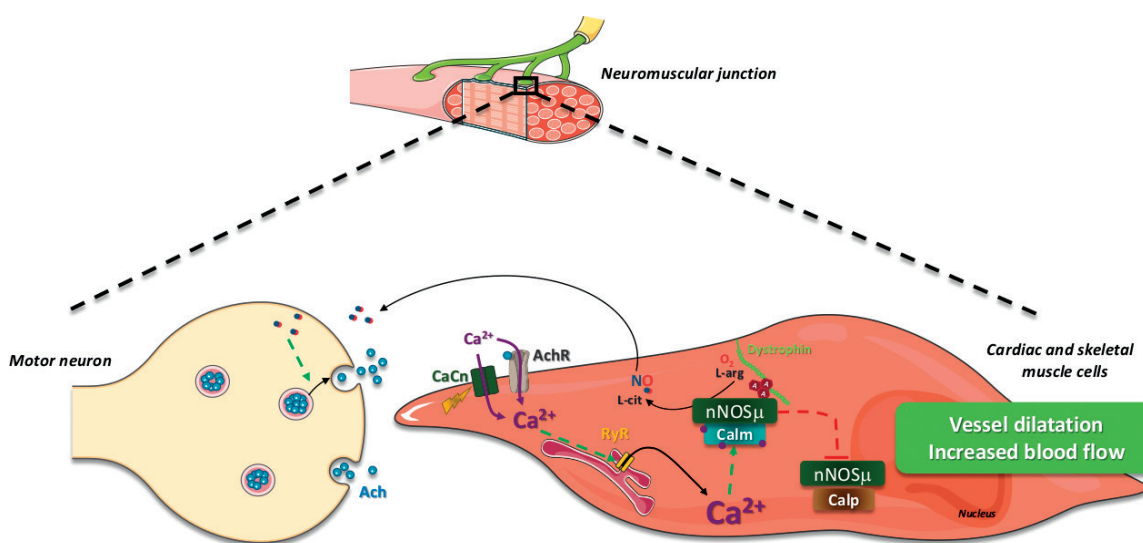 Neuromuscular junction
Motor neuron
Ca²⁺
AchR
CaCn
Ca²⁺
Ach
NO
L-cit
O₂
L-arg
Dystrophin
A A
A A
nNOSμ
Calm
RyR
Ca²⁺
nNOSμ
Calp
Nucleus
Cardiac and skeletal
muscle cells
Vessel dilatation
Increased blood flow